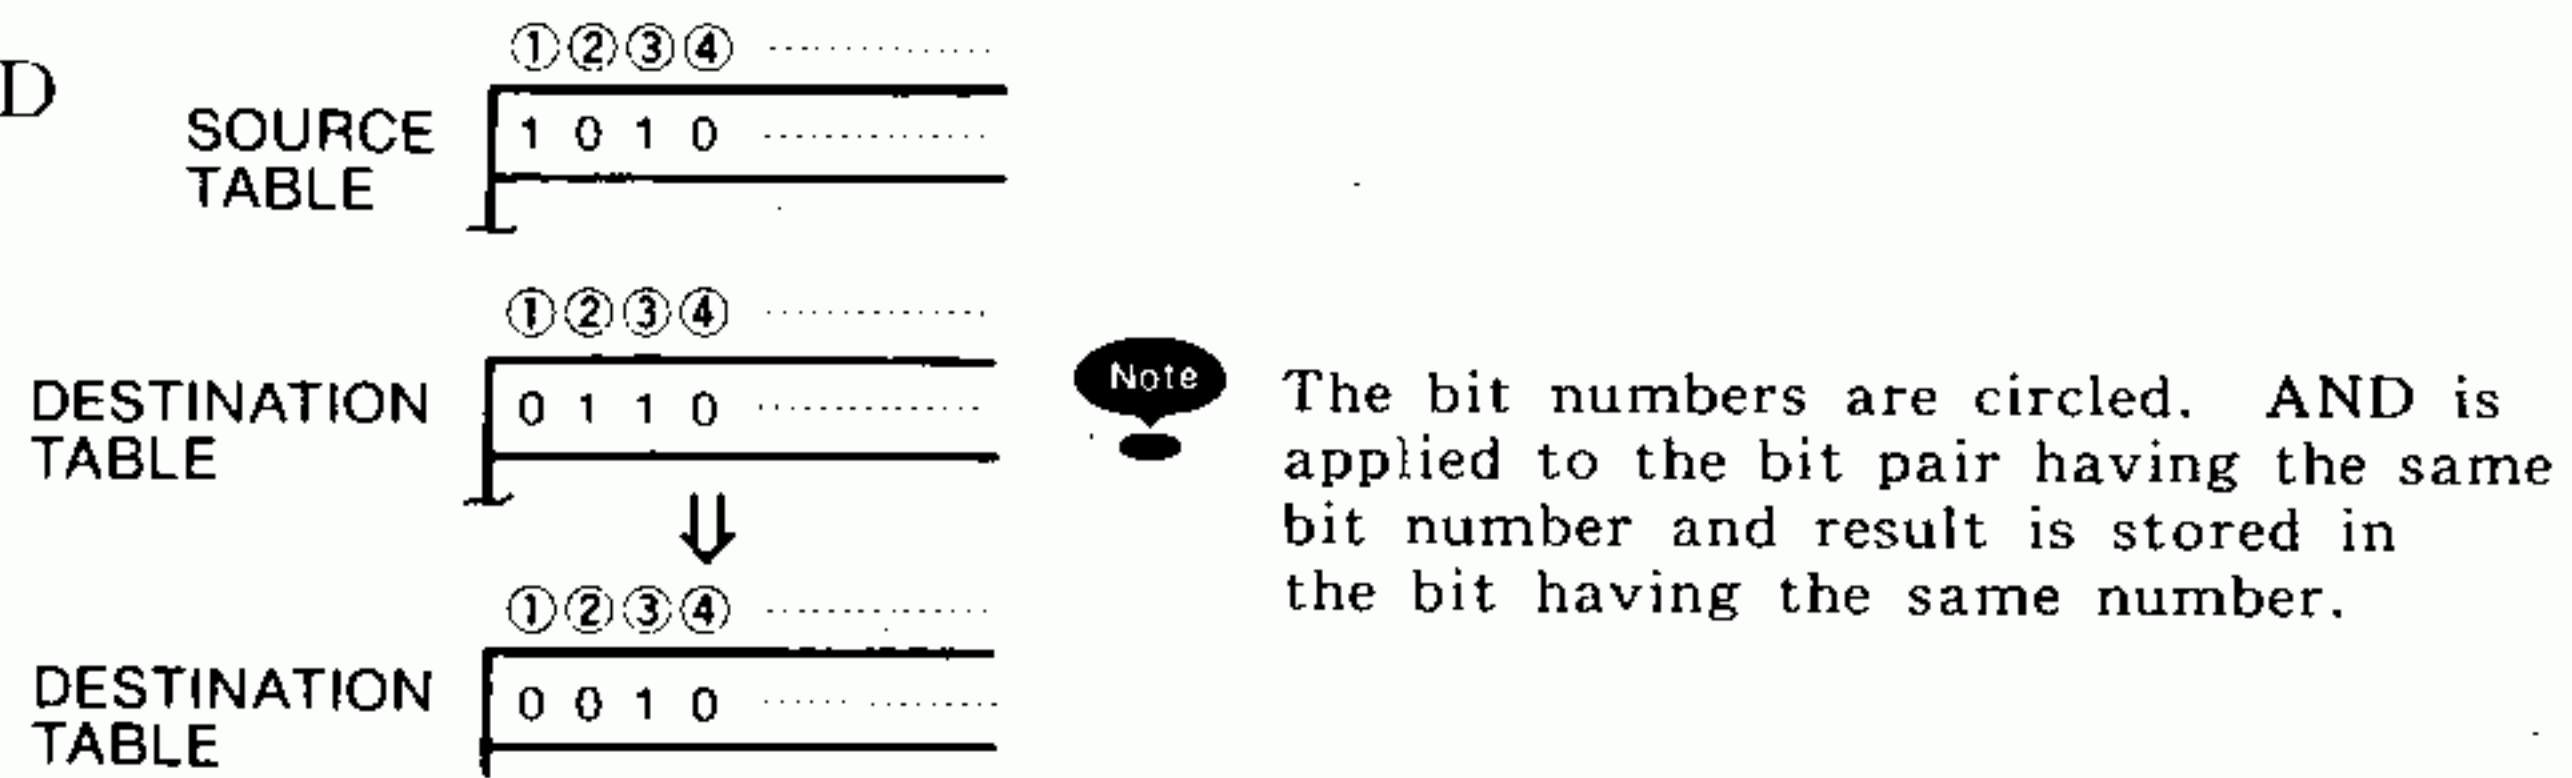 D
①②③④
SOURCE
TABLE
1 0 1 0
①②③④
DESTINATION
TABLE
0 1 1 0
①②③④
DESTINATION
TABLE
0 0 1 0
Note
The bit numbers are circled. AND is
applied to the bit pair having the same
bit number and result is stored in
the bit having the same number.